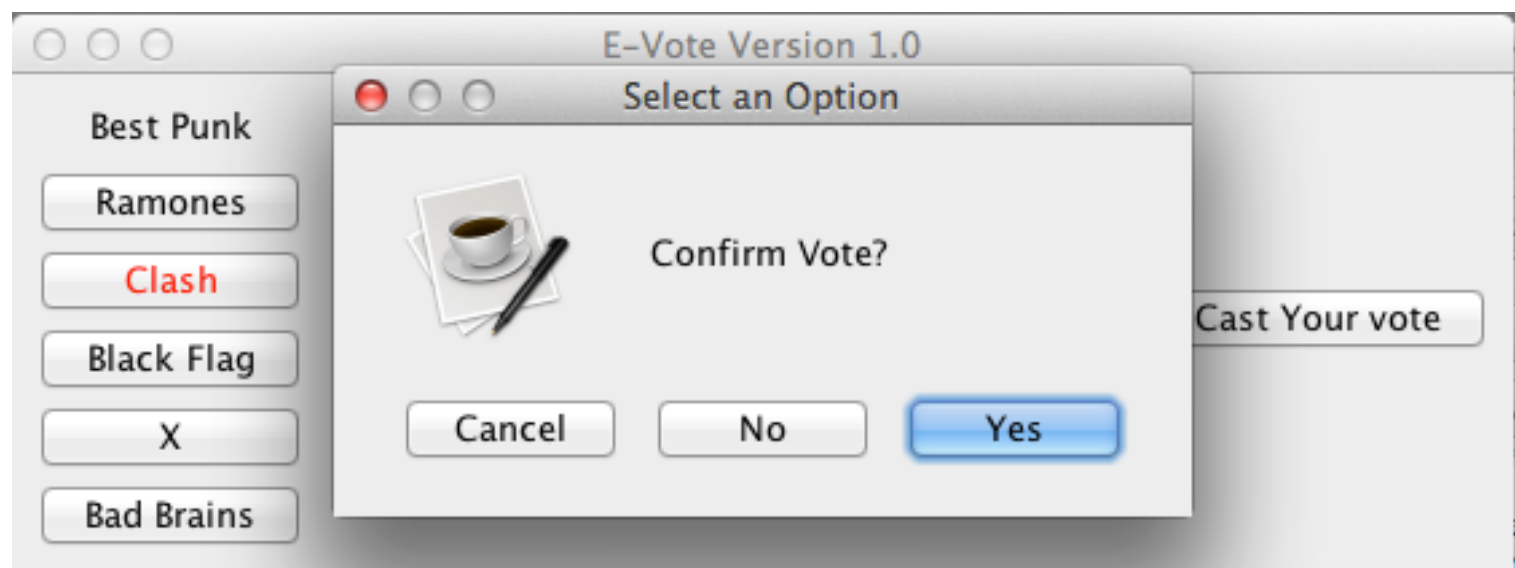 E-Vote Version 1.0
Select an Option
Best Punk
Ramones
Clash
Black Flag
X
Bad Brains
Confirm Vote?
Cancel
No
Yes
Cast Your vote